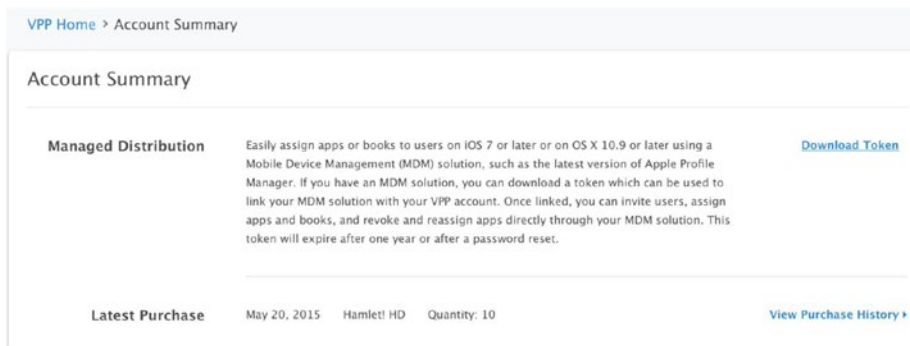 VPP Home > Account Summary
Account Summary
Managed Distribution
Easily assign apps or books to users on iOS 7 or later or on OS X 10.9 or later using a
Mobile Device Management (MDM) solution, such as the latest version of Apple Profile
Manager. If you have an MDM solution, you can download a token which can be used to
link your MDM solution with your VPP account. Once linked, you can invite users, assign
apps and books, and revoke and reassign apps directly through your MDM solution. This
token will expire after one year or after a password reset.
Download Token
Latest Purchase May 20, 2015 Hamlet! HD Quantity: 10 View Purchase History